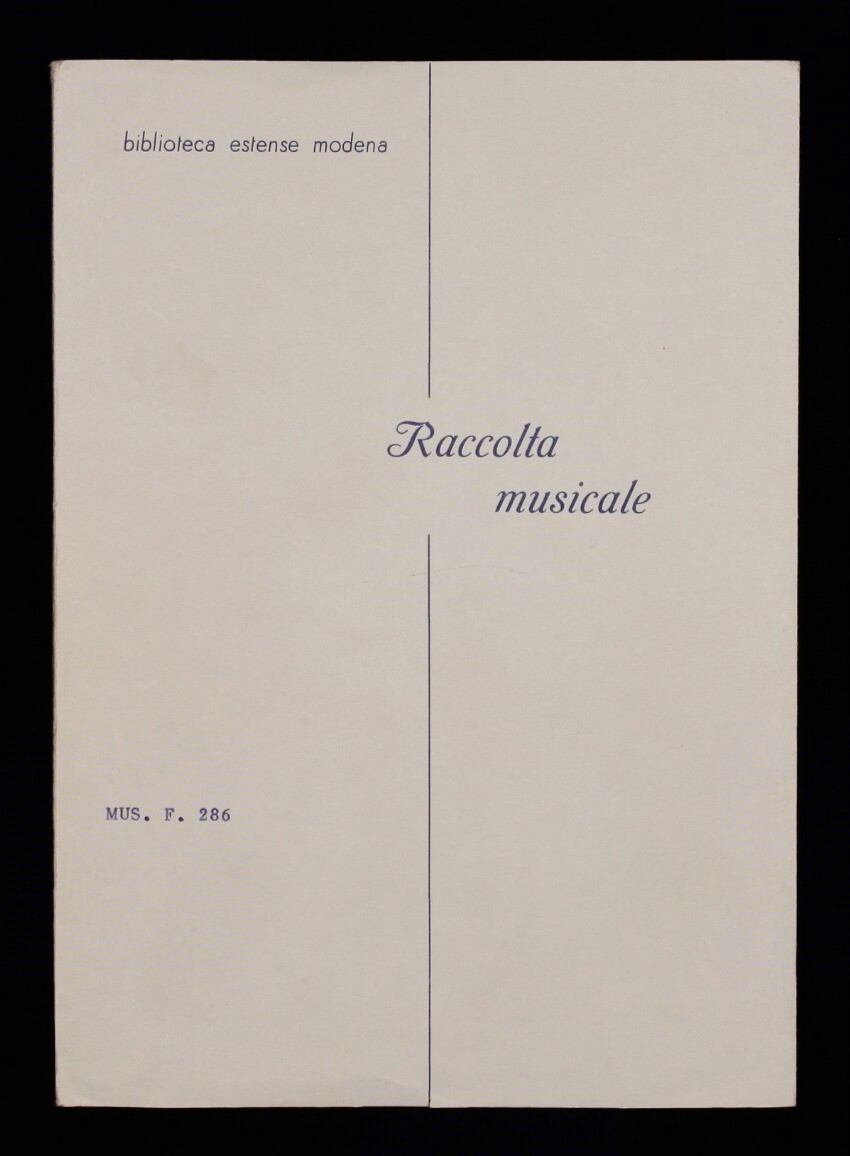 biblioteca estense modena
Raccolta
musicale
MUS. F. 286